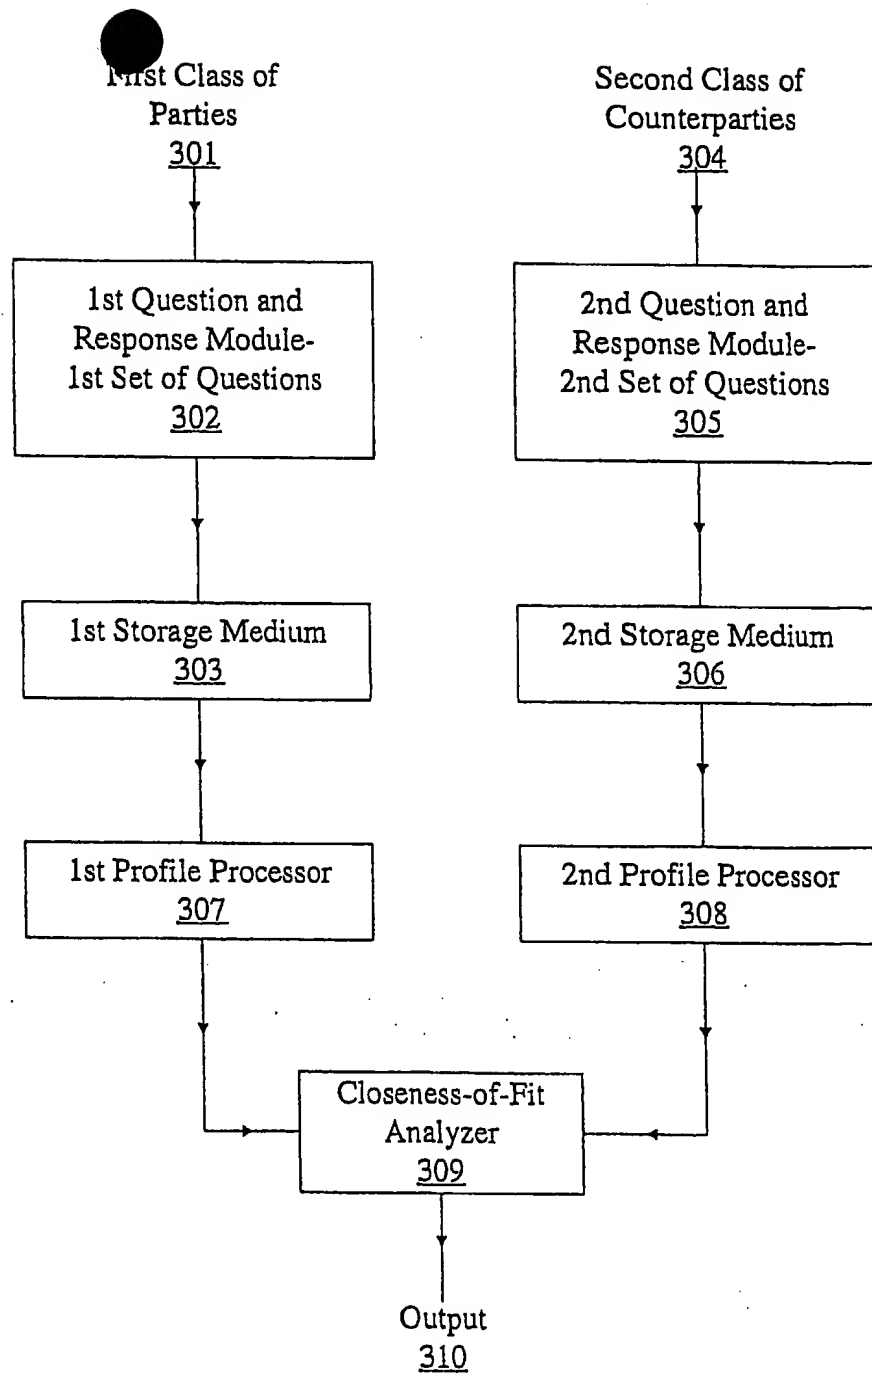 First Class of
Parties
301
Second Class of
Counterparties
304
1st Question and
Response Module-
1st Set of Questions
302
2nd Question and
Response Module-
2nd Set of Questions
305
1st Storage Medium
303
2nd Storage Medium
306
1st Profile Processor
307
2nd Profile Processor
308
Closeness-of-Fit
Analyzer
309
Output
310